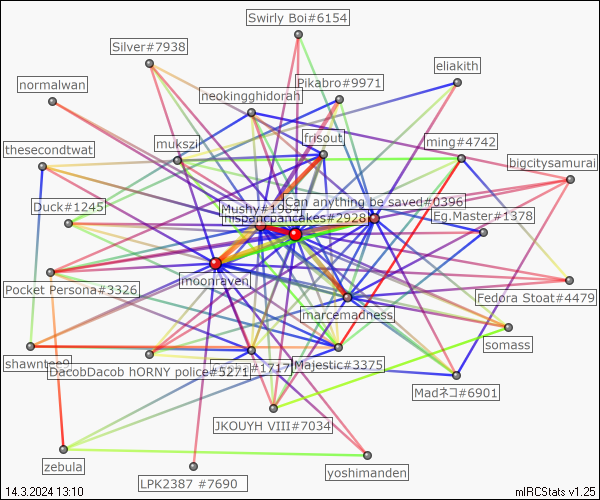 Swirly Boi#6154
Silver#7938
eliakith
Pikabro#9971
normalwan
neokingghidorah
frisout
ming#4742
mukszi
thesecondtwat
bigcitysamurai
Can anything be saved#0396
Duck#1245
Mushy#1984
Eg.Master#1378
hispanicpancakes#2928
moonraven
Pocket Persona#3326
Fedora Stoat#4479
marcemadness
somass
shawntee9
Majestic#3375
DacobDacob hORNY police#5271
#1717
Madネコ#6901
JKOUYH VIII#7034
zebula
yoshimanden
LPK2387 #7690
14.3.2024 13:10
mIRCStats v1.25